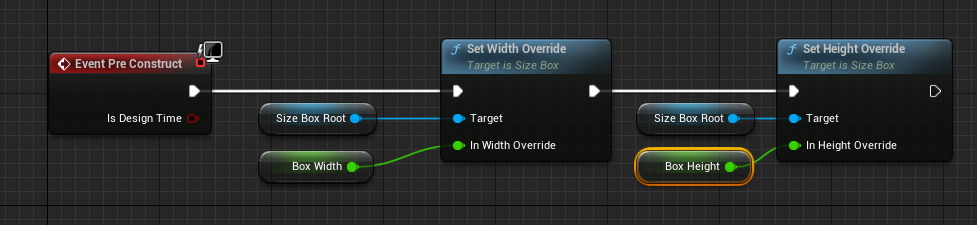 Event Pre Construct
Is Design Time
Size Box Root
Box Width
Set Width Override
Target is Size Box
Target
In Width Override
Size Box Root
Box Height
Set Height Override
Target is Size Box
Target
In Height Override